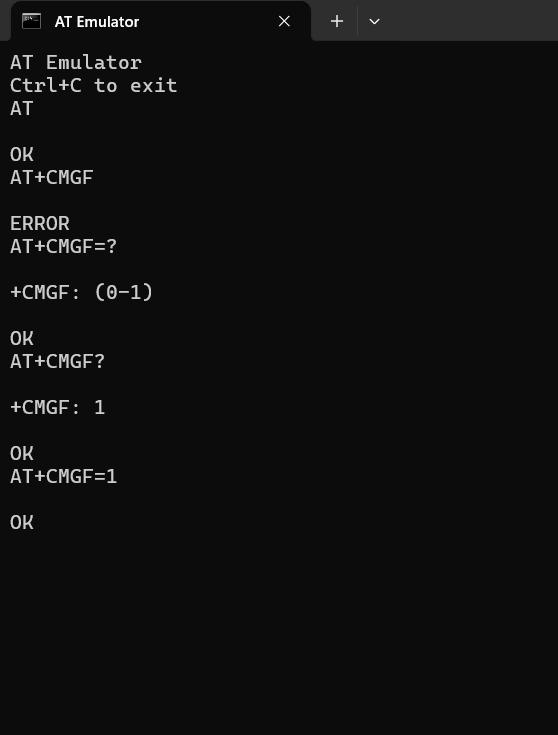 AT Emulator
AT Emulator
Ctrl+C to exit
AT
OK
AT+CMGF
ERROR
AT+CMGF=?
+CMGF: (0-1)
OK
AT+CMGF?
+CMGF: 1
OK
AT+CMGF=1
OK